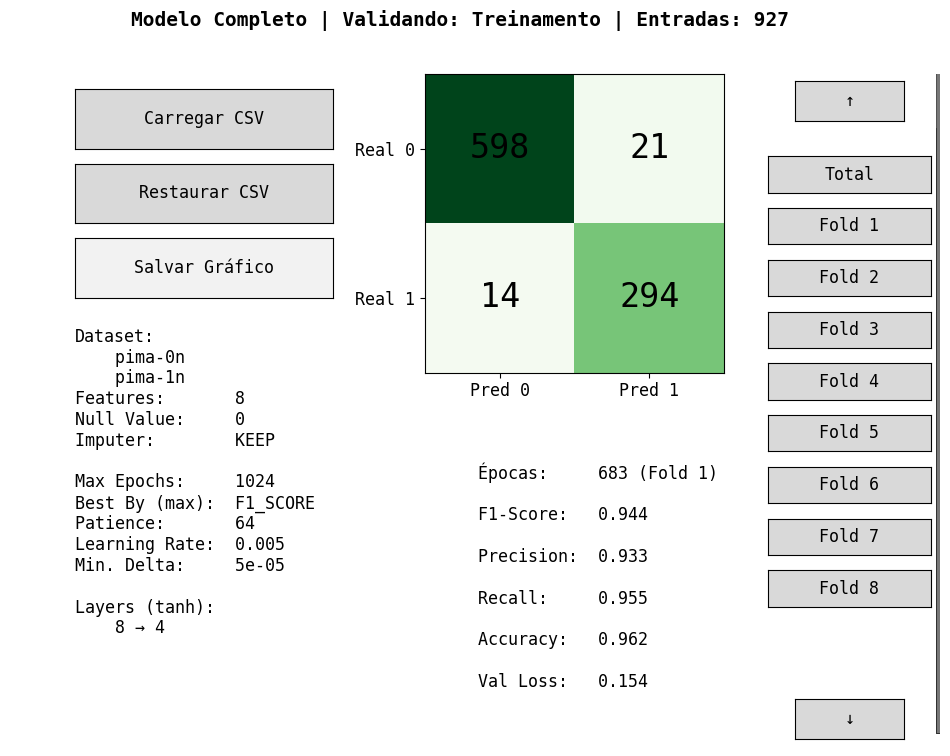 Modelo Completo | Validando: Treinamento | Entradas: 927
Carregar CSV
Restaurar CSV
Salvar Gráfico
Dataset:
    pima-0n
    pima-1n
Features:     8
Null Value:   0
Imputer:      KEEP
Max Epochs:     1024
Best By (max):  F1_SCORE
Patience:       64
Learning Rate:  0.005
Min. Delta:     5e-05
Layers (tanh):
    8 → 4
Real 0
598
21
Real 1
14
294
Pred 0
Pred 1
Épocas:     683 (Fold 1)
F1-Score:   0.944
Precision:  0.933
Recall:     0.955
Accuracy:   0.962
Val Loss:   0.154
↑
Total
Fold 1
Fold 2
Fold 3
Fold 4
Fold 5
Fold 6
Fold 7
Fold 8
↓